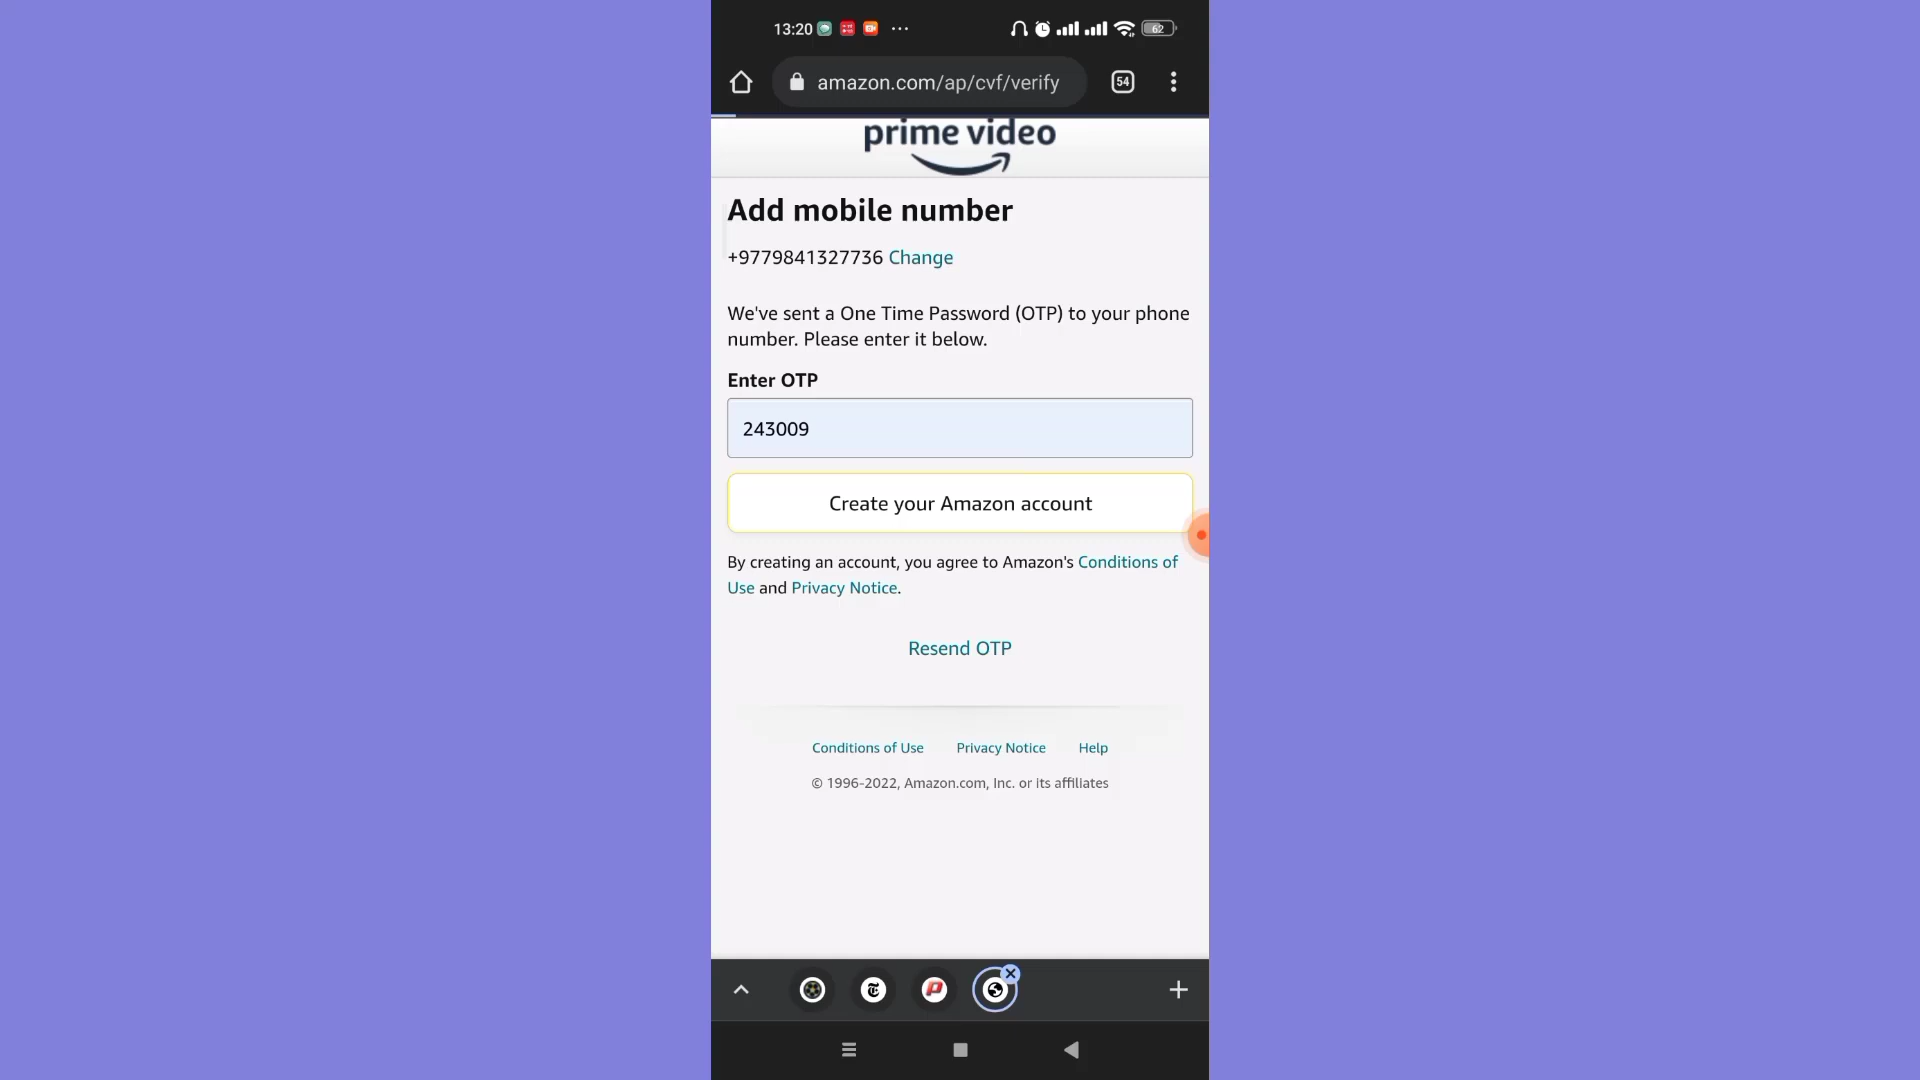 13:20
62
amazon.com/ap/cvf/verify
54
prime video
Add mobile number
+9779841327736 Change
We've sent a One Time Password (OTP) to your phone
number. Please enter it below.
Enter OTP
243009
Create your Amazon account
By creating an account, you agree to Amazon's Conditions of
Use and Privacy Notice.
Resend OTP
Conditions of Use Privacy Notice Help
© 1996-2022, Amazon.com, Inc. or its affiliates